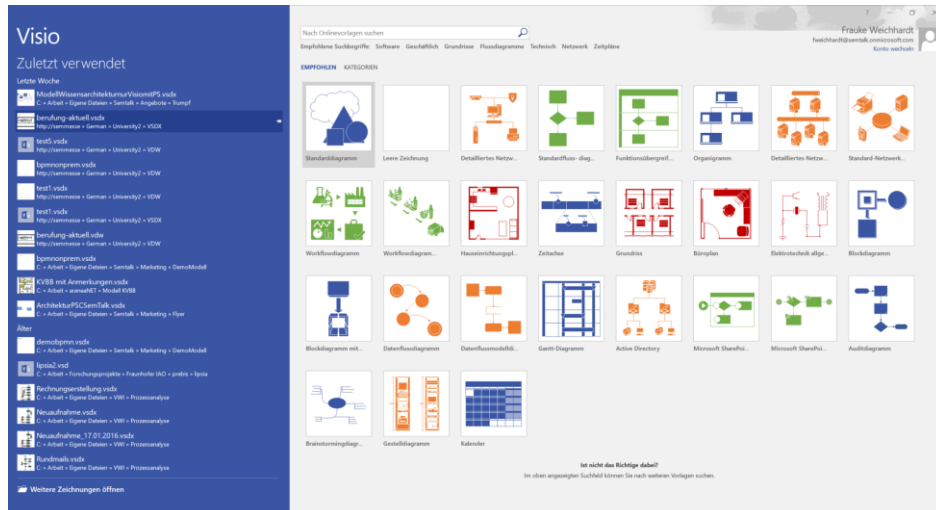 Visio
Zuletzt verwendet
Letzte Woche
ModellWissensarchitekturnurVisiomitPS.vsdx
C: » Arbeit » Eigene Dateien » Semtalk » Angebote » Trumpf
berufung-aktuell.vsdx
http://semmesse » German » University2 » VSDX
test5.vsdx
http://semmesse » German » University2 » VDW
bpmnonprem.vsdx
http://semmesse » German » University2 » VDW
test1.vsdx
http://semmesse » German » University2 » VDW
test1.vsdx
http://semmesse » German » University2 » VSDX
berufung-aktuell.vdw
http://semmesse » German » University2 » VDW
bpmnonprem.vsdx
C: » Arbeit » Eigene Dateien » Semtalk » Marketing » DemoModell
KVBB mit Anmerkungen.vsdx
C: » Arbeit » araneaNET » Modell KVBB
ArchitekturPSCSemTalk.vsdx
C: » Arbeit » Eigene Dateien » Semtalk » Marketing » Flyer
Älter
demobpmn.vsdx
C: » Arbeit » Eigene Dateien » Semtalk » Marketing » DemoModell
lipsia2.vsd
C: » Arbeit » Forschungsprojekte » Fraunhofer IAO » prebis » lipsia
Rechnungserstellung.vsdx
C: » Arbeit » Eigene Dateien » VWI » Prozessanalyse
Neuaufnahme.vsdx
C: » Arbeit » Eigene Dateien » VWI » Prozessanalyse
Neuaufnahme_17.01.2016.vsdx
C: » Arbeit » Eigene Dateien » VWI » Prozessanalyse
Rundmails.vsdx
C: » Arbeit » Eigene Dateien » VWI » Prozessanalyse
Weitere Zeichnungen öffnen
Frauke Weichhardt
fweichhardt@semtalk.onmicrosoft.com
Konto wechseln
Nach Onlinevorlagen suchen
Empfohlene Suchbegriffe: Software Geschäftlich Grundrisse Flussdiagramme Technisch Netzwerk Zeitpläne
EMPFOHLEN KATEGORIEN
Standarddiagramm Leere Zeichnung Detailliertes Netzw... Standardfluss- diag... Funktionsübergreif... Organigramm Detailliertes Netzw... Standard-Netzwerk...
Workflowdiagramm Workflowdiagram... Hauseinrichtungspl... Zeitachse Grundriss Büroplan Elektrotechnik allge... Blockdiagramm
Blockdiagramm mit... Datenflussdiagramm Datenflussmodelldi... Gantt-Diagramm Active Directory Microsoft SharePoi... Microsoft SharePoi... Auditdiagramm
Brainstormingdiagr... Gestelldiagramm Kalender
Ist nicht das Richtige dabei?
Im oben angezeigten Suchfeld können Sie nach weiteren Vorlagen suchen.